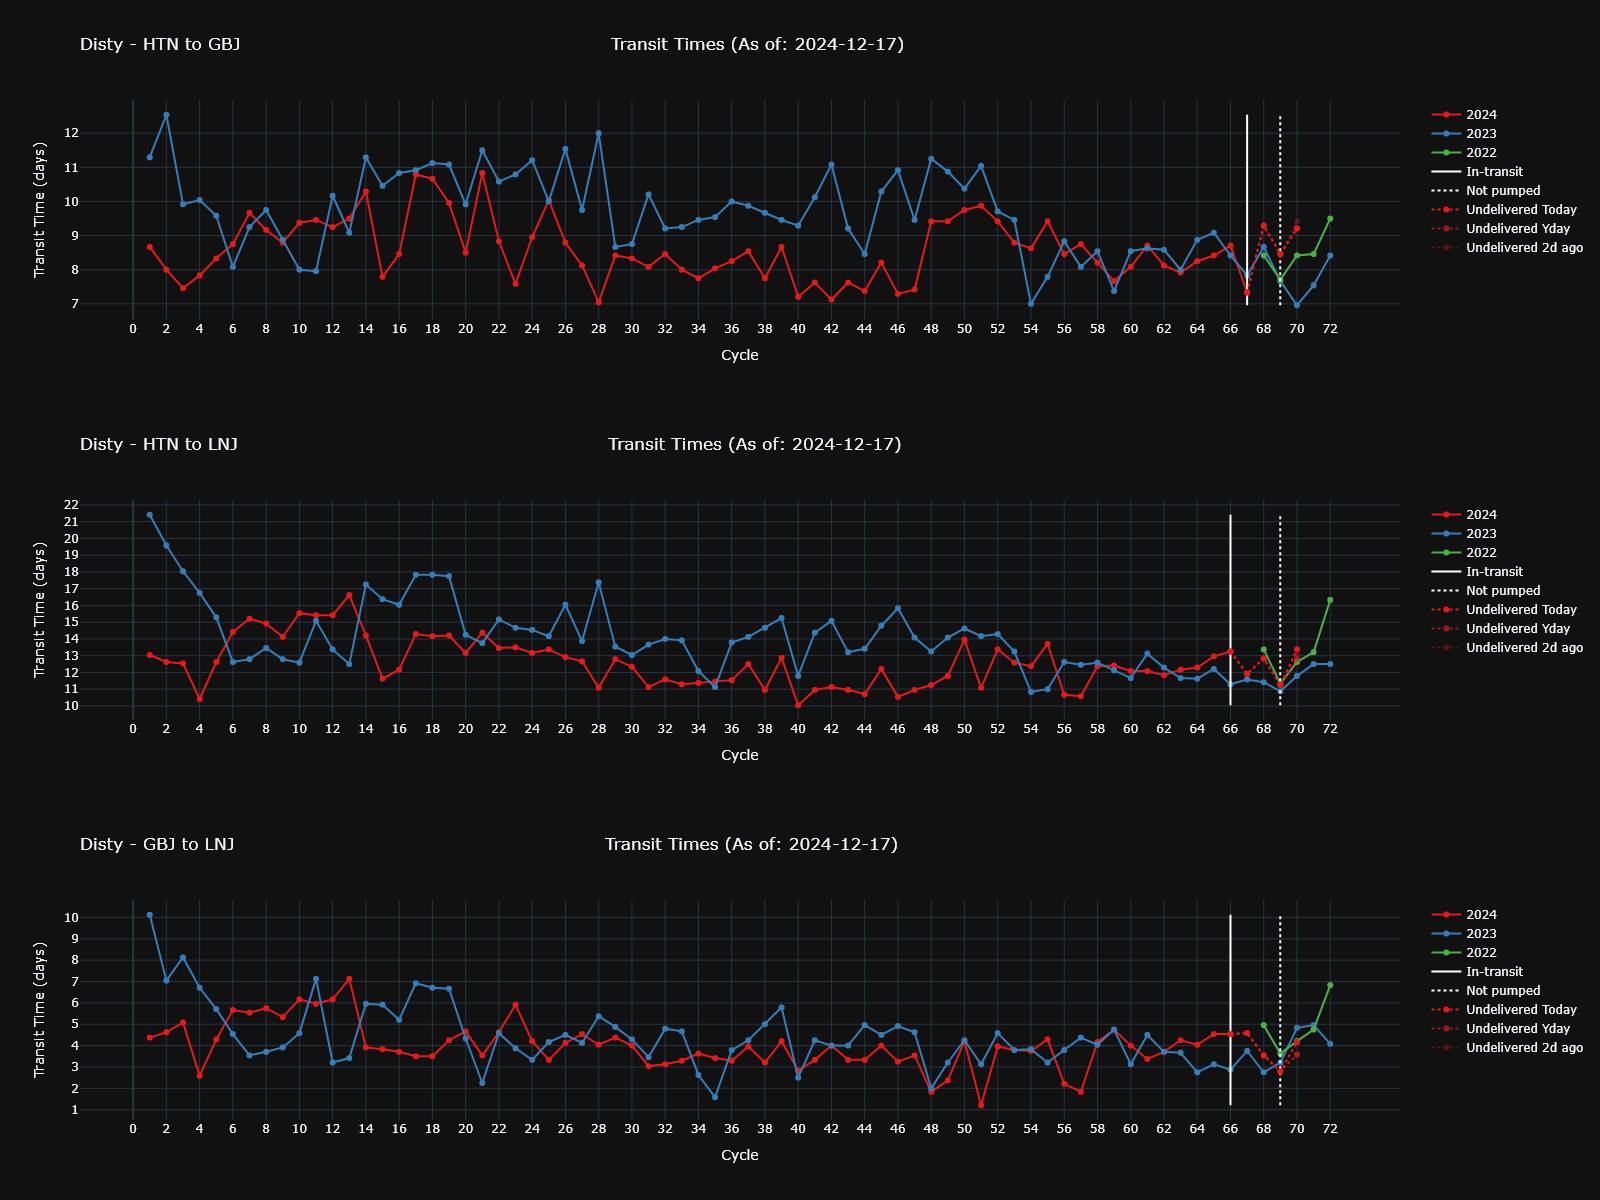 Disty - HTN to GBJ
Transit Times (As of: 2024-12-17)
12
11
10
9
8
7
Transit Time (days)
0 2 4 6 8 10 12 14 16 18 20 22 24 26 28 30 32 34 36 38 40 42 44 46 48 50 52 54 56 58 60 62 64 66 68 70 72
Cycle
2024
2023
2022
In-transit
Not pumped
Undelivered Today
Undelivered Yday
Undelivered 2d ago
Disty - HTN to LNJ
Transit Times (As of: 2024-12-17)
22
21
20
19
18
17
16
15
14
13
12
11
10
Transit Time (days)
0 2 4 6 8 10 12 14 16 18 20 22 24 26 28 30 32 34 36 38 40 42 44 46 48 50 52 54 56 58 60 62 64 66 68 70 72
Cycle
2024
2023
2022
In-transit
Not pumped
Undelivered Today
Undelivered Yday
Undelivered 2d ago
Disty - GBJ to LNJ
Transit Times (As of: 2024-12-17)
10
9
8
7
6
5
4
3
2
1
Transit Time (days)
0 2 4 6 8 10 12 14 16 18 20 22 24 26 28 30 32 34 36 38 40 42 44 46 48 50 52 54 56 58 60 62 64 66 68 70 72
Cycle
2024
2023
2022
In-transit
Not pumped
Undelivered Today
Undelivered Yday
Undelivered 2d ago